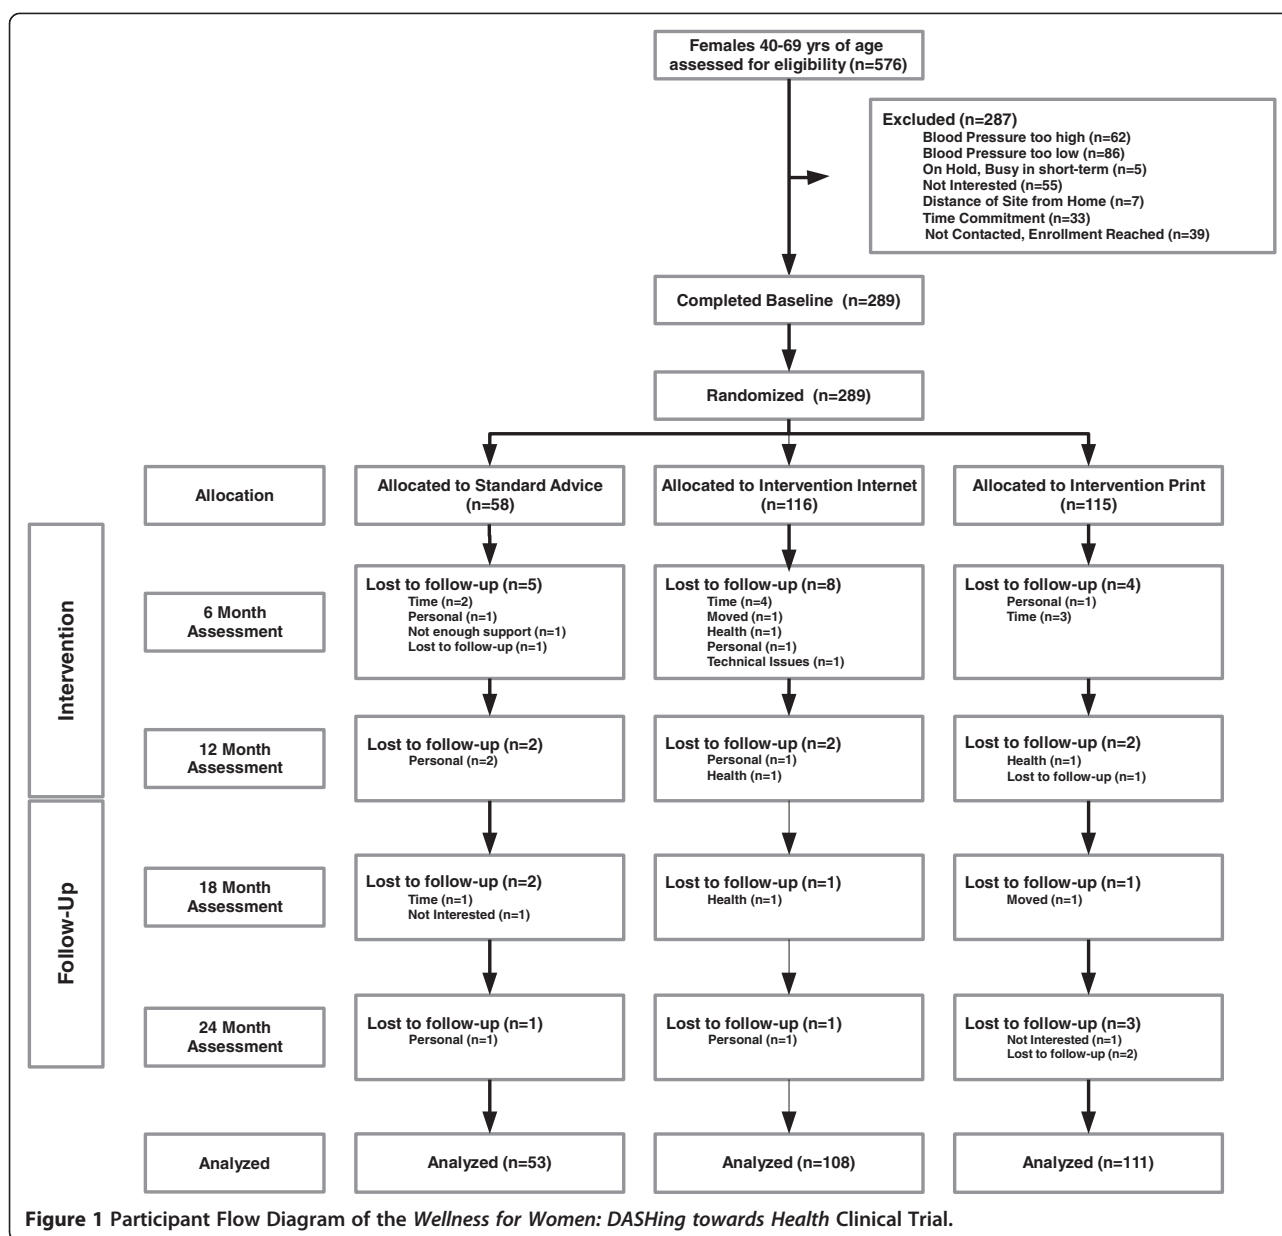 Females 40-69 yrs of age
assessed for eligibility (n=576)
Excluded (n=287)
Blood Pressure too high (n=62)
Blood Pressure too low (n=86)
On Hold, Busy in short-term (n=5)
Not Interested (n=55)
Distance of Site from Home (n=7)
Time Commitment (n=33)
Not Contacted, Enrollment Reached (n=39)
Completed Baseline (n=289)
Randomized (n=289)
Allocation
Allocated to Standard Advice
(n=58)
Allocated to Intervention Internet
(n=116)
Allocated to Intervention Print
(n=115)
Intervention
6 Month
Assessment
Lost to follow-up (n=5)
Time (n=2)
Personal (n=1)
Not enough support (n=1)
Lost to follow-up (n=1)
Lost to follow-up (n=8)
Time (n=4)
Moved (n=1)
Health (n=1)
Personal (n=1)
Technical Issues (n=1)
Lost to follow-up (n=4)
Personal (n=1)
Time (n=3)
12 Month
Assessment
Lost to follow-up (n=2)
Personal (n=2)
Lost to follow-up (n=2)
Personal (n=1)
Health (n=1)
Lost to follow-up (n=2)
Health (n=1)
Lost to follow-up (n=1)
Follow-Up
18 Month
Assessment
Lost to follow-up (n=2)
Time (n=1)
Not Interested (n=1)
Lost to follow-up (n=1)
Health (n=1)
Lost to follow-up (n=1)
Moved (n=1)
24 Month
Assessment
Lost to follow-up (n=1)
Personal (n=1)
Lost to follow-up (n=1)
Personal (n=1)
Lost to follow-up (n=3)
Not Interested (n=1)
Lost to follow-up (n=2)
Analyzed
Analyzed (n=53)
Analyzed (n=108)
Analyzed (n=111)
Figure 1 Participant Flow Diagram of the Wellness for Women: DASHing towards Health Clinical Trial.